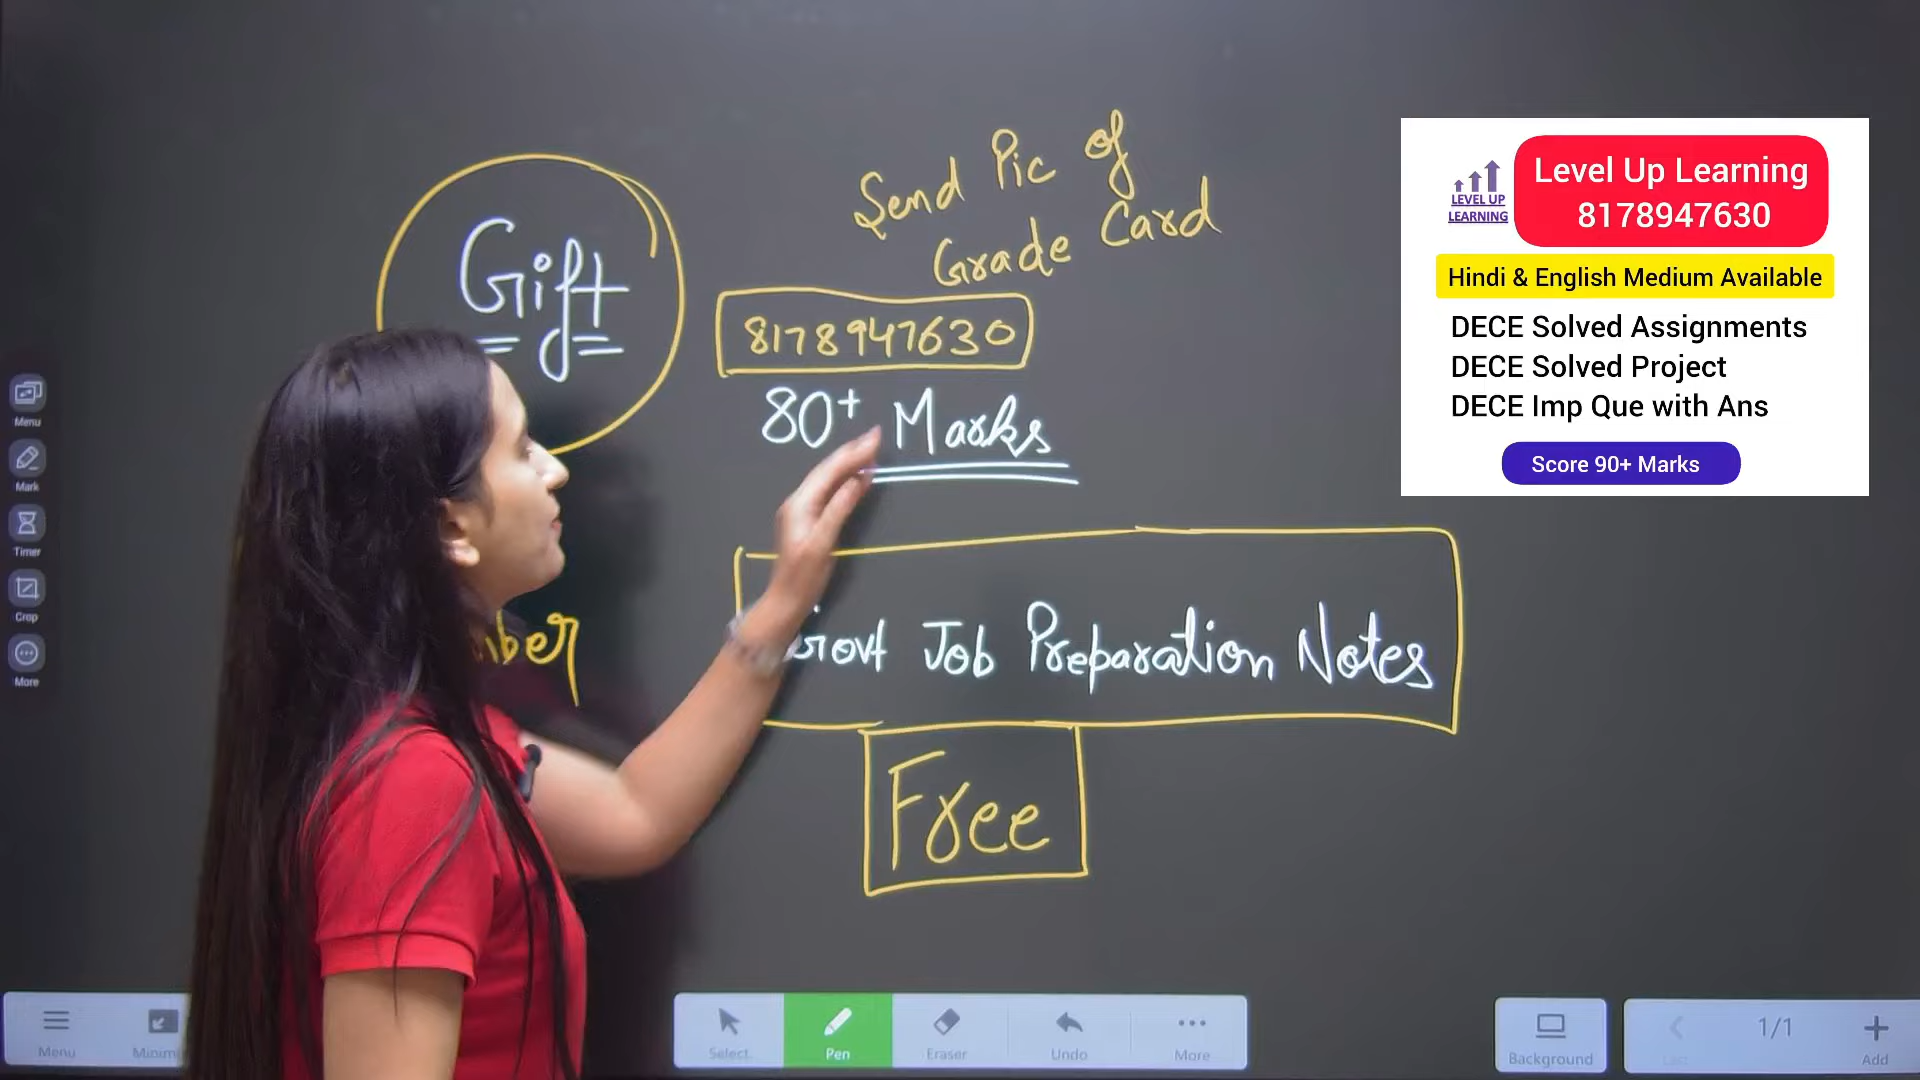 Send Pic of
Grade Card
Gift
8178947630
80+ Marks
Govt Job Preparation Notes
Free
LEVEL UP
LEARNING
Level Up Learning
8178947630
Hindi & English Medium Available
DECE Solved Assignments
DECE Solved Project
DECE Imp Que with Ans
Score 90+ Marks
Menu
Mark
Timer
Crop
More
Menu
Select
Pen
Eraser
Undo
More
Background
1/1
Add